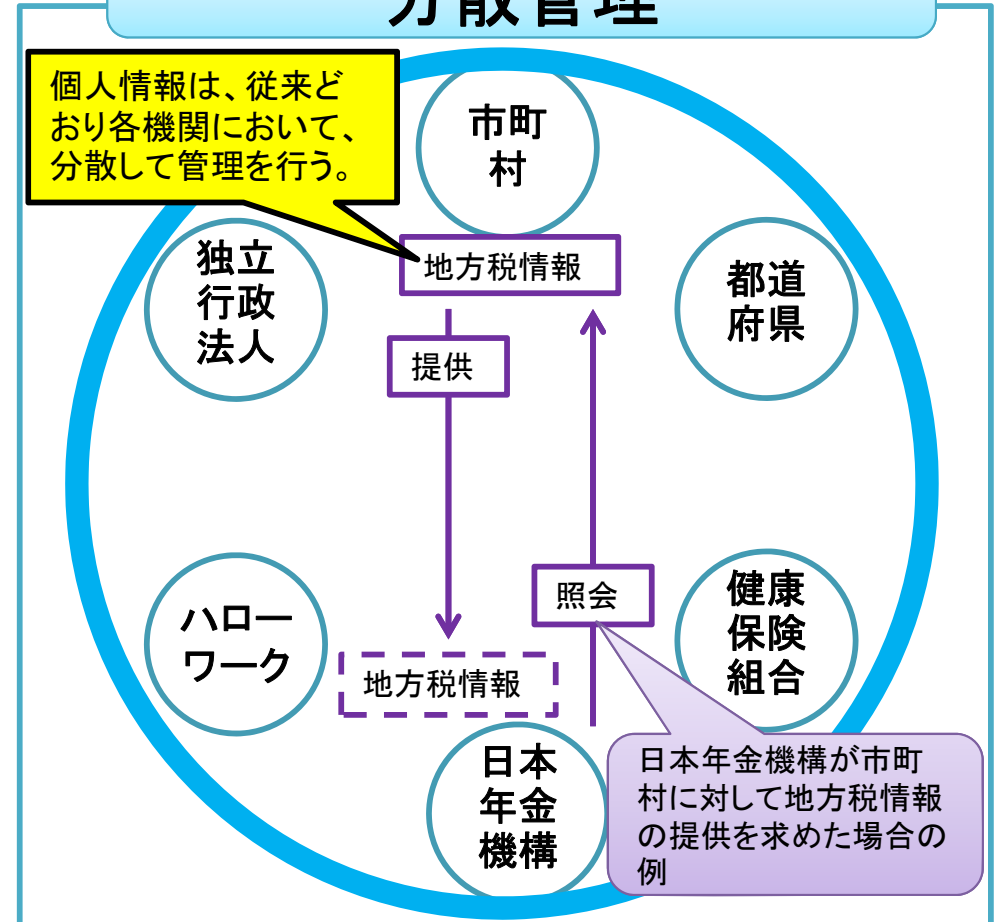 分散管理
個人情報は、従来ど
おり各機関において、
分散して管理を行う。
市町
村
独立
行政
法人
地方税情報
都道
府県
提供
照会
ハロー
ワーク
健康
保険
組合
地方税情報
日本
年金
機構
日本年金機構が市町
村に対して地方税情報
の提供を求めた場合の
例